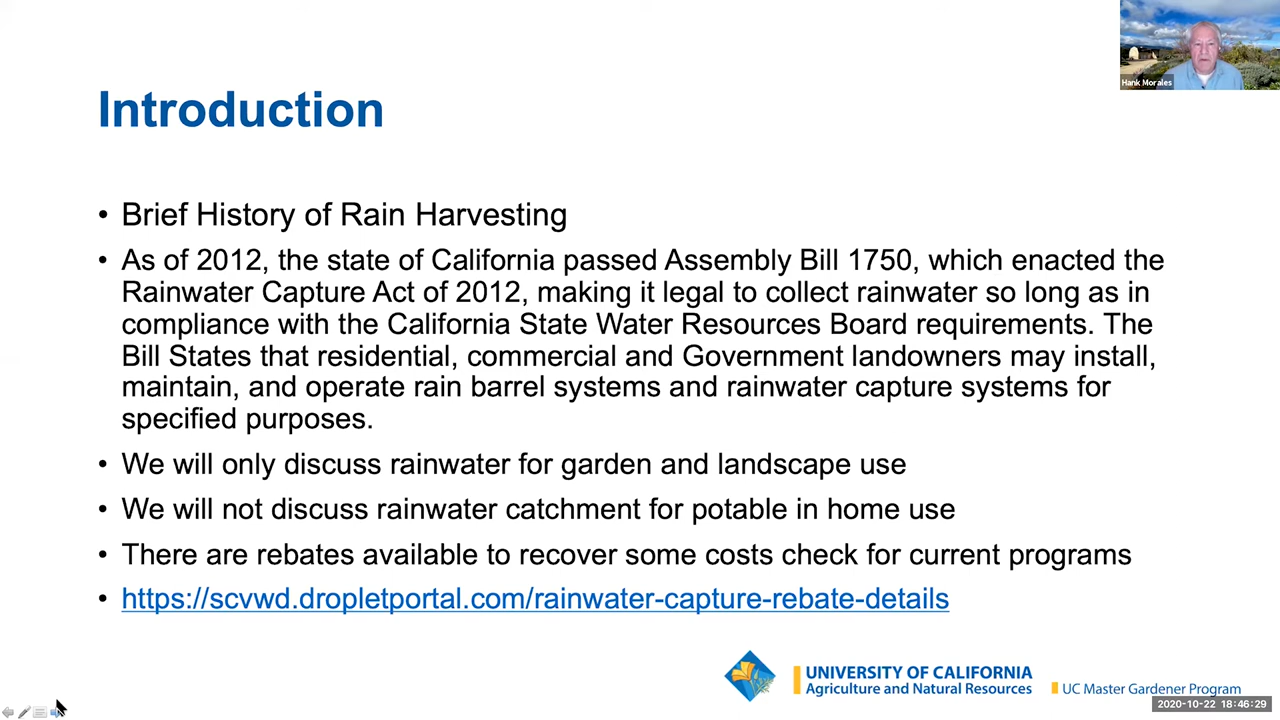 Hank Morales
Introduction
• Brief History of Rain Harvesting
• As of 2012, the state of California passed Assembly Bill 1750, which enacted the
Rainwater Capture Act of 2012, making it legal to collect rainwater so long as in
compliance with the California State Water Resources Board requirements. The
Bill States that residential, commercial and Government landowners may install,
maintain, and operate rain barrel systems and rainwater capture systems for
specified purposes.
• We will only discuss rainwater for garden and landscape use
• We will not discuss rainwater catchment for potable in home use
• There are rebates available to recover some costs check for current programs
• https://scvwd.dropletportal.com/rainwater-capture-rebate-details
UNIVERSITY OF CALIFORNIA
Agriculture and Natural Resources
UC Master Gardener Program
2020-10-22 18:46:29